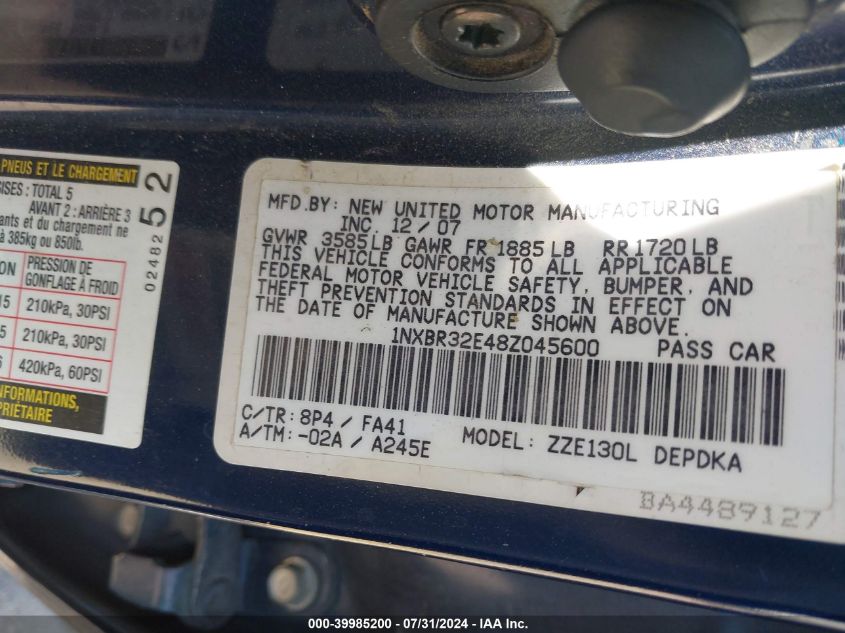 PNEUS ET LE CHARGEMENT
TOTAL 5
AVANT 2 : ARRIÈRE 3
et du chargement ne
à 385kg ou 850lb.
PRESSION DE
GONFLAGE À FROID
15 210kPa, 30PSI
5 210kPa, 30PSI
420kPa, 60PSI
02482 52
MFD.BY: NEW UNITED MOTOR MANUFACTURING
INC. 12/07
GVWR 3585LB GAWR FR 1885LB RR 1720LB
THIS VEHICLE CONFORMS TO ALL APPLICABLE
FEDERAL MOTOR VEHICLE SAFETY, BUMPER, AND
THEFT PREVENTION STANDARDS IN EFFECT ON
THE DATE OF MANUFACTURE SHOWN ABOVE.
1NXBR32E48Z045600 PASS CAR
C/TR: 8P4 / FA41
A/TM: -02A / A245E MODEL: ZZE130L DEPDKA
BA4489127
000-39985200 - 07/31/2024 - IAA Inc.